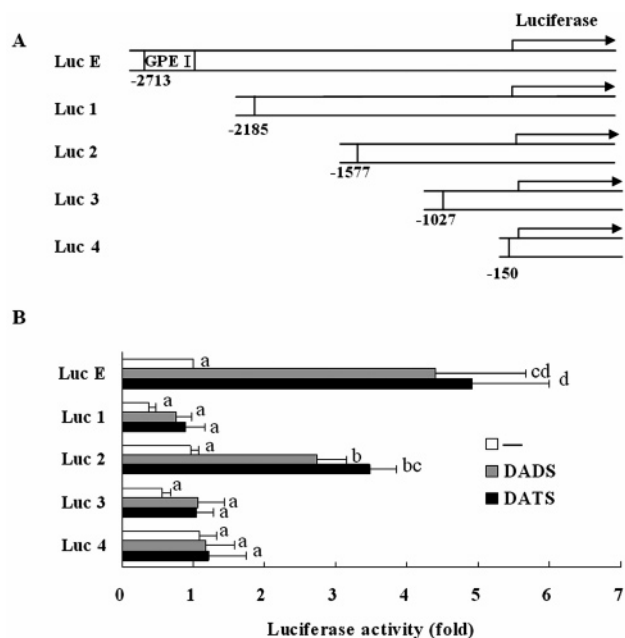 A
Luciferase
Luc E
GPE I
-2713
Luc 1
-2185
Luc 2
-1577
Luc 3
-1027
Luc 4
-150
B
Luc E
a
cd
d
Luc 1
a
a
a
Luc 2
a
b
bc
Luc 3
a
a
a
Luc 4
a
a
a
—
DADS
DATS
0 1 2 3 4 5 6 7
Luciferase activity (fold)